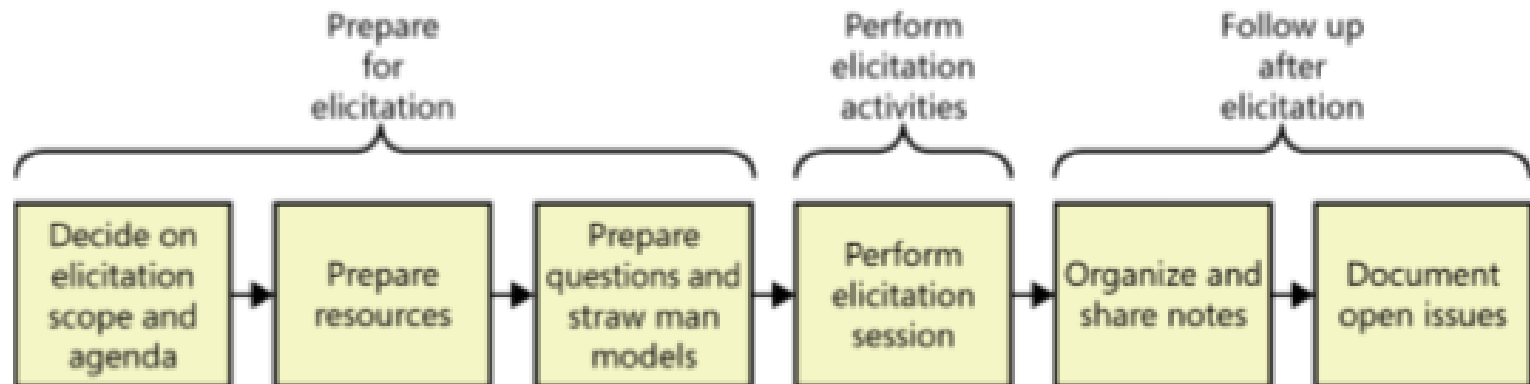 Prepare
for
elicitation
Perform
elicitation
activities
Follow up
after
elicitation
Decide on
elicitation
scope and
agenda
Prepare
resources
Prepare
questions and
straw man
models
Perform
elicitation
session
Organize and
share notes
Document
open issues